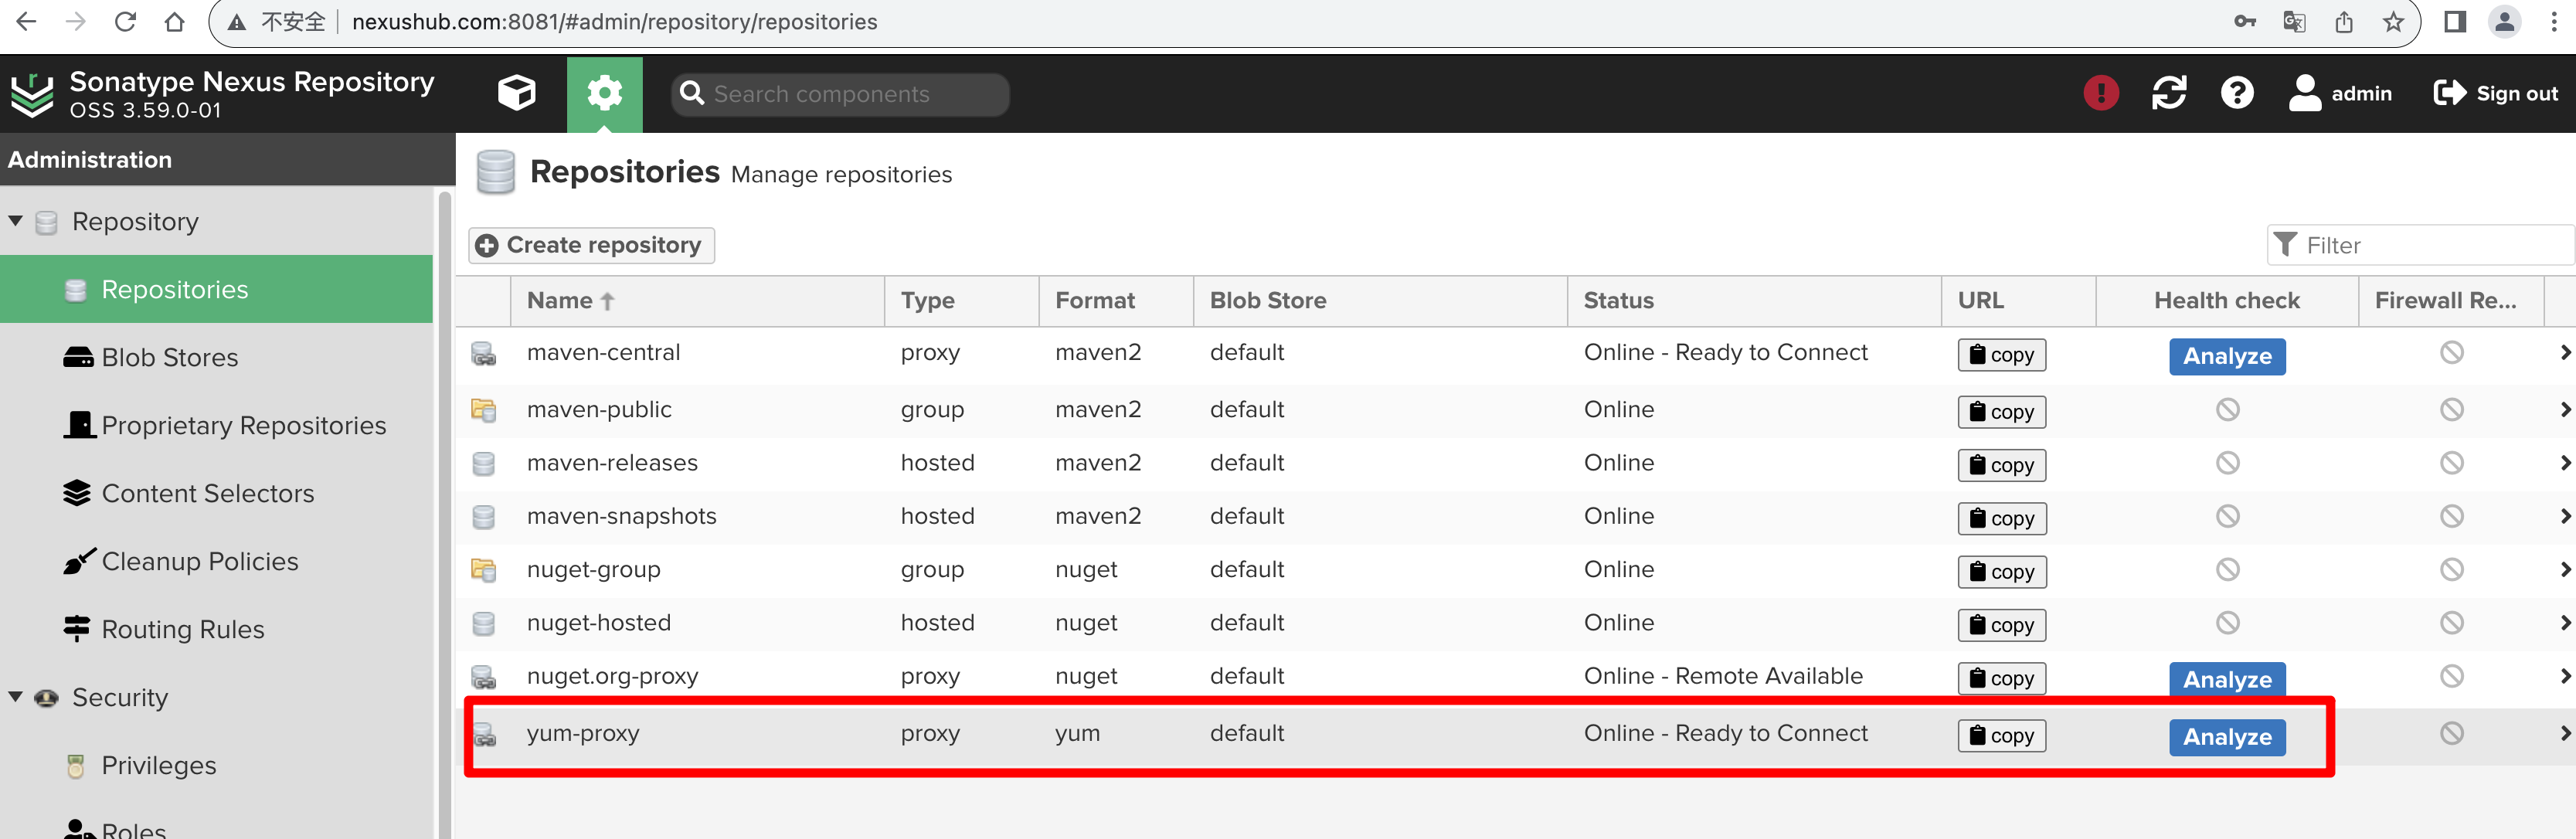 不安全 nexushub.com:8081/#admin/repository/repositories
Sonatype Nexus Repository
OSS 3.59.0-01
Search components
admin
Sign out
Administration
Repository
Repositories
Blob Stores
Proprietary Repositories
Content Selectors
Cleanup Policies
Routing Rules
Security
Privileges
Roles
Repositories Manage repositories
Create repository
Filter
Name Type Format Blob Store Status URL Health check Firewall Re...
maven-central proxy maven2 default Online - Ready to Connect copy Analyze
maven-public group maven2 default Online copy
maven-releases hosted maven2 default Online copy
maven-snapshots hosted maven2 default Online copy
nuget-group group nuget default Online copy
nuget-hosted hosted nuget default Online copy
nuget.org-proxy proxy nuget default Online - Remote Available copy Analyze
yum-proxy proxy yum default Online - Ready to Connect copy Analyze